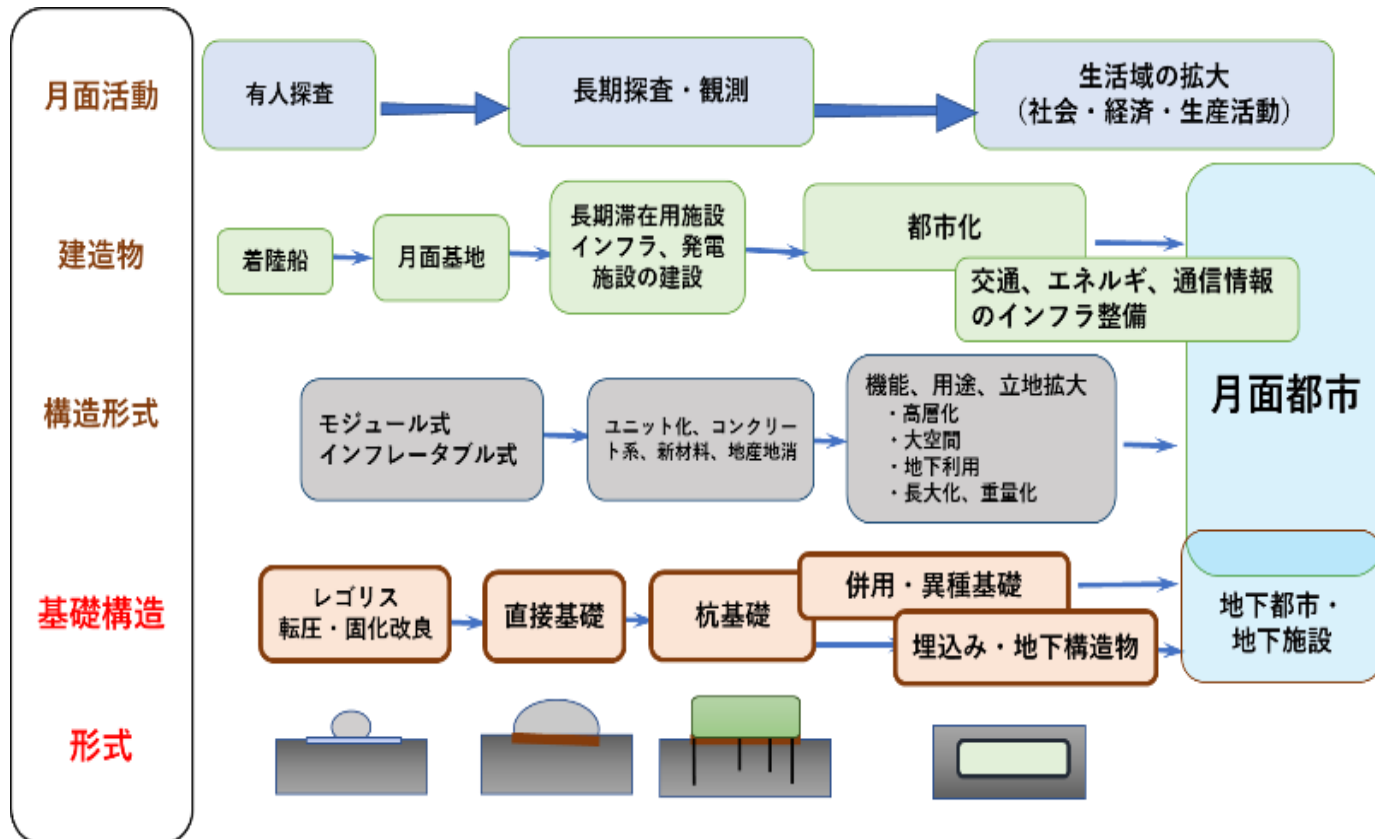 月面活動
有人探査
長期探査・観測
生活域の拡大
（社会・経済・生産活動）
建造物
着陸船
月面基地
長期滞在用施設
インフラ、発電
施設の建設
都市化
交通、エネルギ、通信情報
のインフラ整備
月面都市
構造形式
モジュール式
インフレータブル式
ユニット化、コンクリー
ト系、新材料、地産地消
機能、用途、立地拡大
・高層化
・大空間
・地下利用
・長大化、重量化
基礎構造
レゴリス
転圧・固化改良
直接基礎
杭基礎
併用・異種基礎
埋込み・地下構造物
地下都市・
地下施設
形式